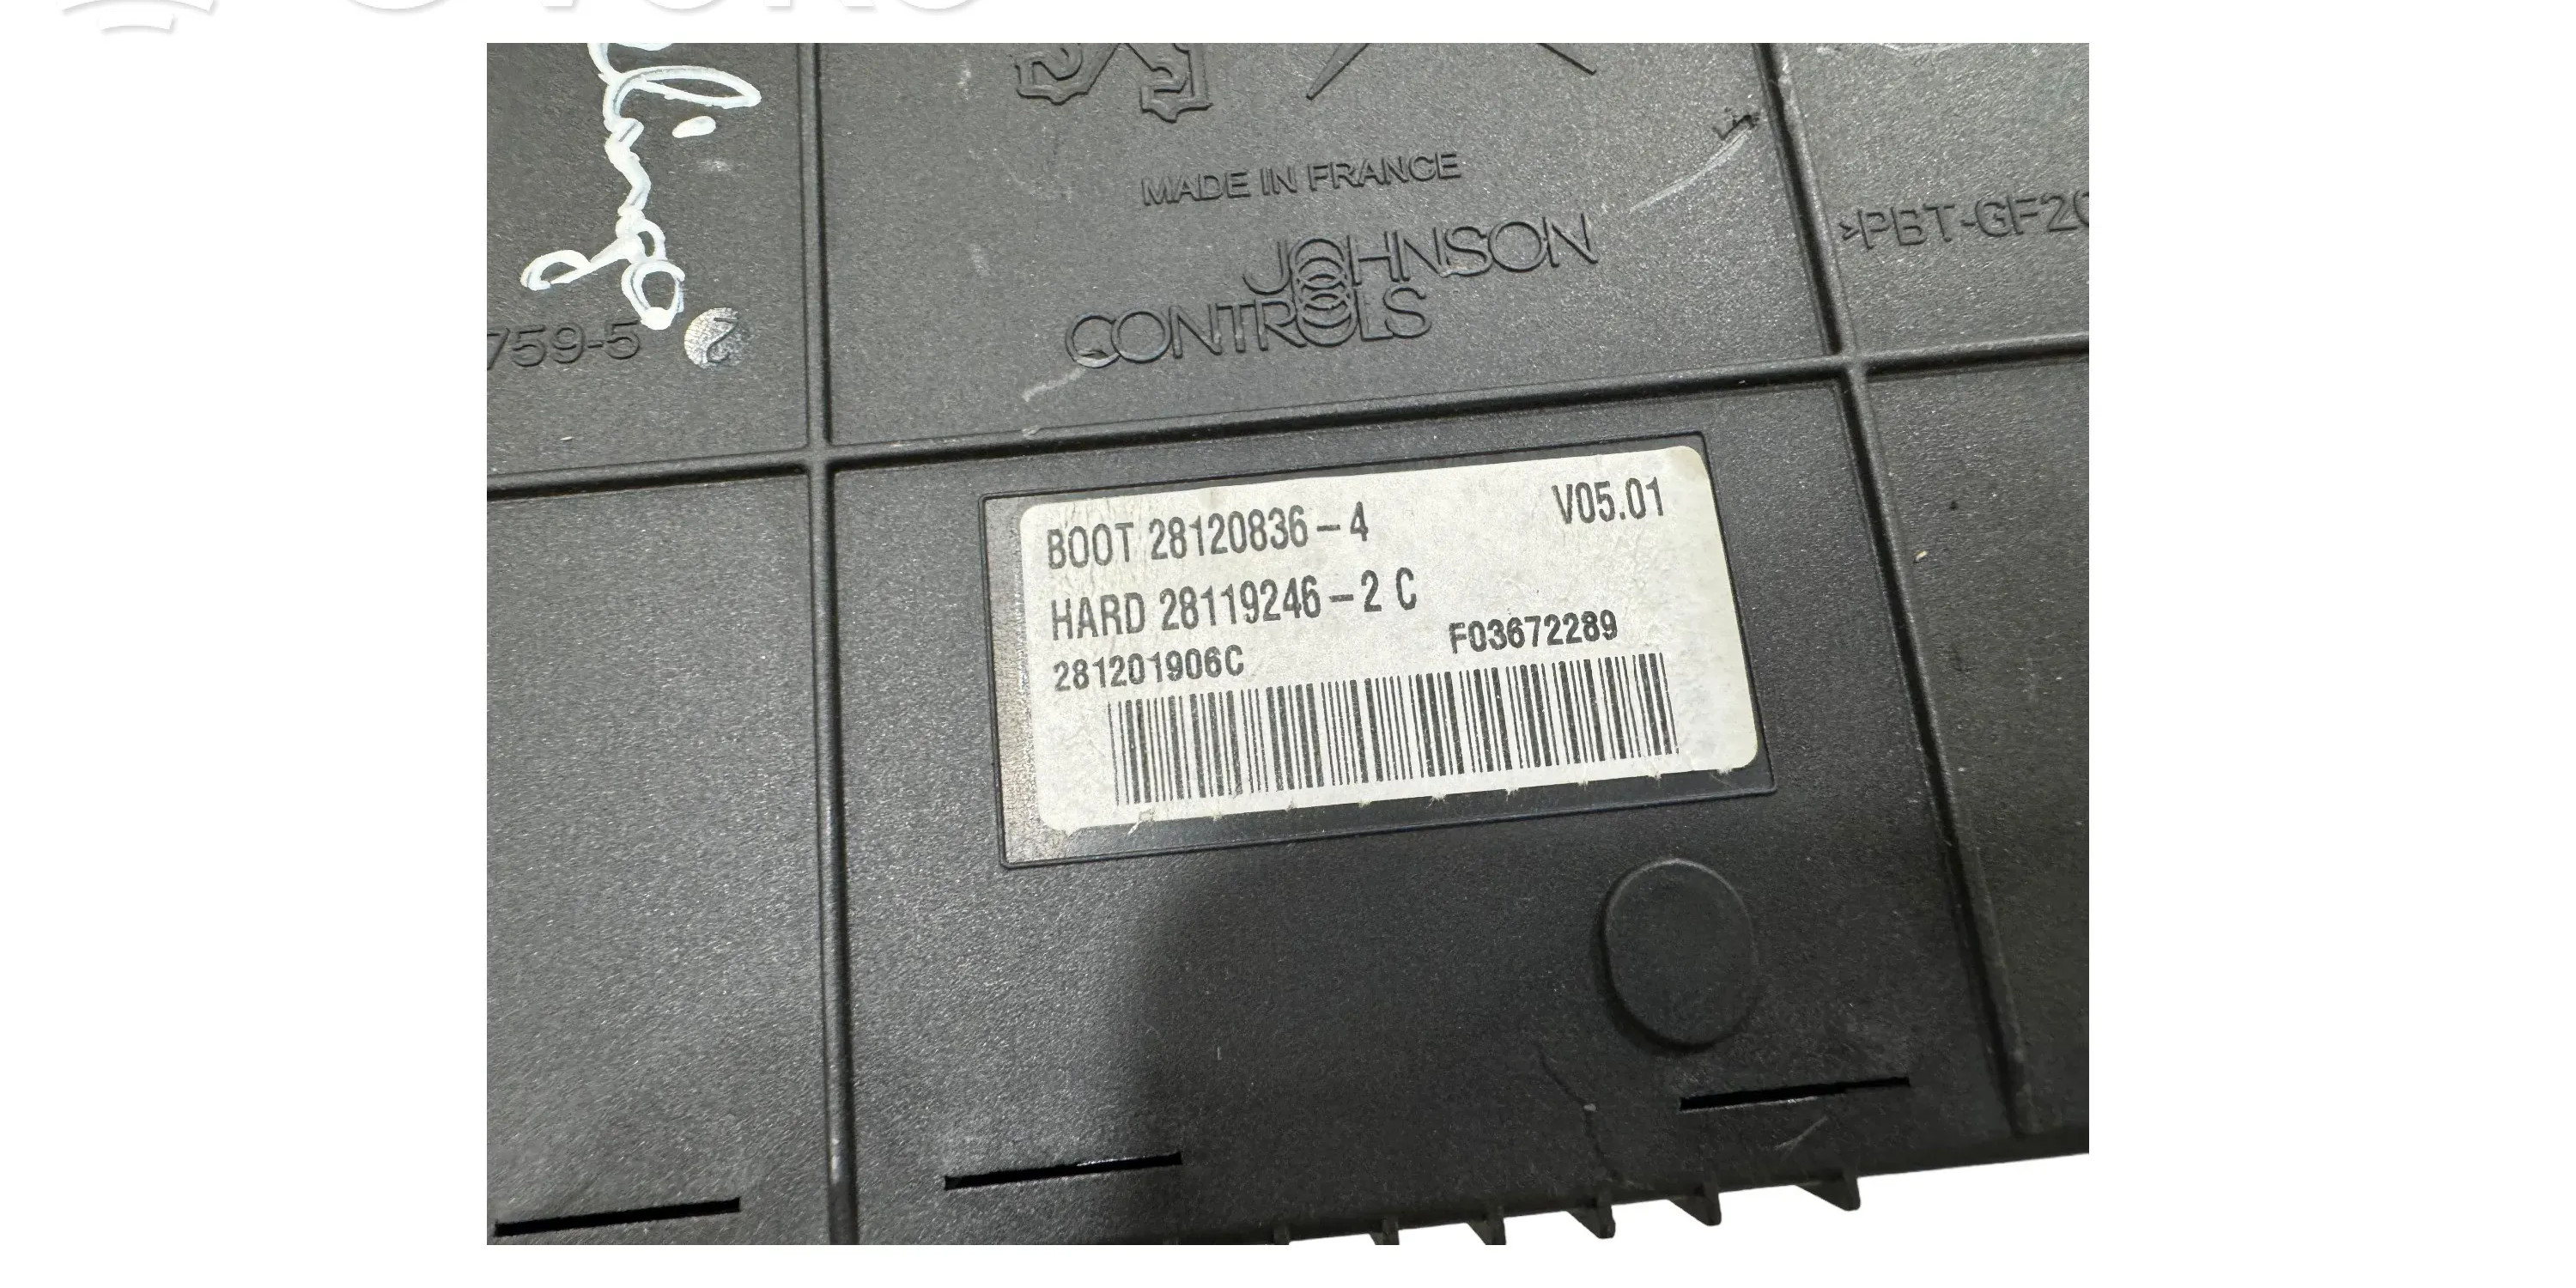 MADE IN FRANCE
JOHNSON
CONTROLS
>PBT-GF20
759-5
BOOT 28120836-4 V05.01
HARD 28119246-2 C
281201906C F03672289